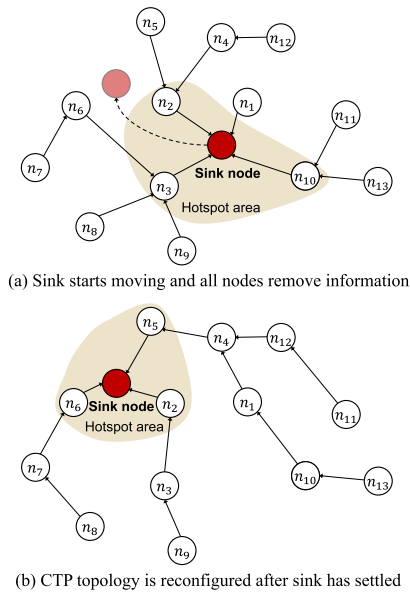 n5
n4
n12
n6
n2
n1
n11
n7
Sink node
n10
n13
n3
Hotspot area
n8
n9
(a) Sink starts moving and all nodes remove information
n5
n4
n12
n6
Sink node
n2
n1
n11
Hotspot area
n7
n3
n10
n13
n8
n9
(b) CTP topology is reconfigured after sink has settled